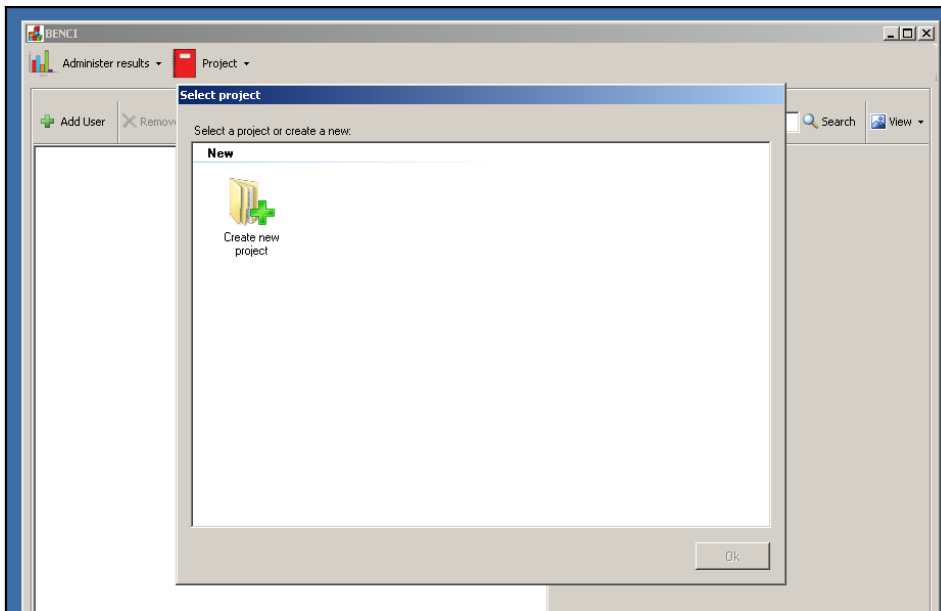 BENCI
Administer results
Project
Select project
Add User
Search
View
Select a project or create a new:
New
Create new
project
Ok